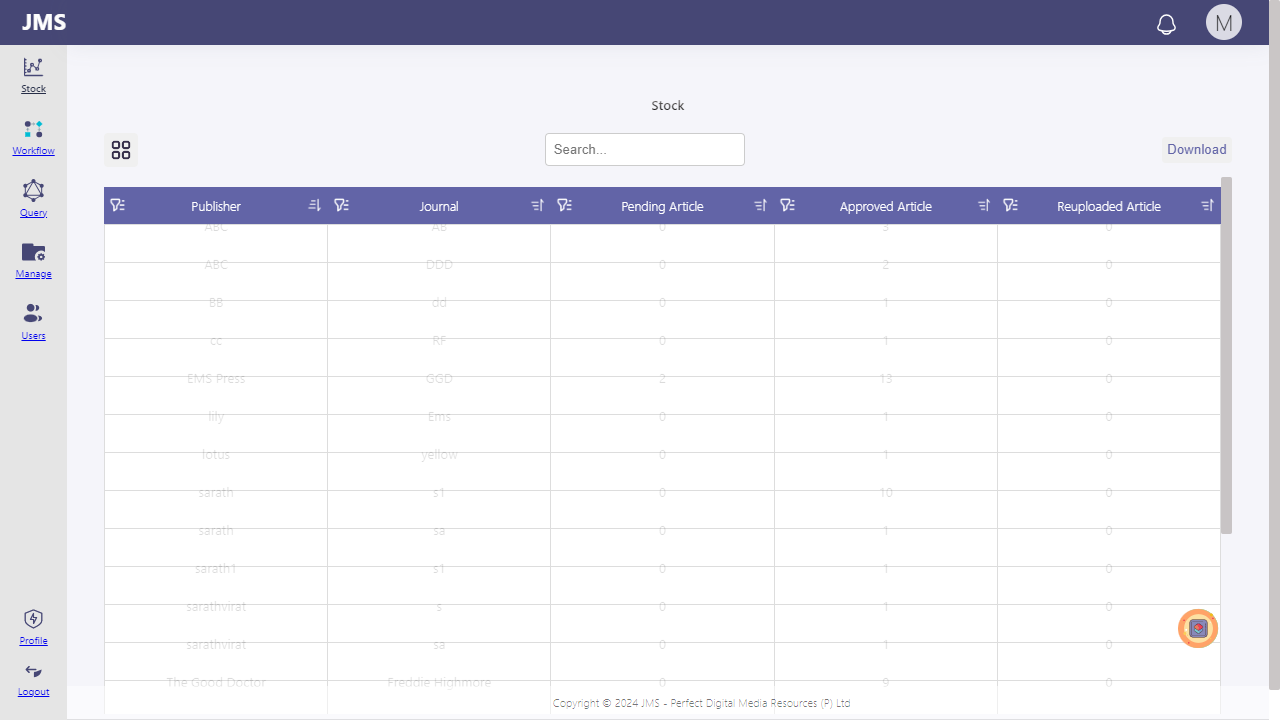 JMS
M
Stock
Workflow
Query
Manage
Users
Profile
Logout
Stock
Search...
Download
Publisher Journal Pending Article Approved Article Reuploaded Article
ABC AB 0 3 0
ABC DDD 0 2 0
BB dd 0 1 0
cc RF 0 1 0
EMS Press GGD 2 13 0
lily Ems 0 1 0
lotus yellow 0 1 0
sarath s1 0 10 0
sarath sa 0 1 0
sarath1 s1 0 1 0
sarathvirat s 0 1 0
sarathvirat sa 0 1 0
The Good Doctor Freddie Highmore 0 9 0
Copyright © 2024 JMS - Perfect Digital Media Resources (P) Ltd